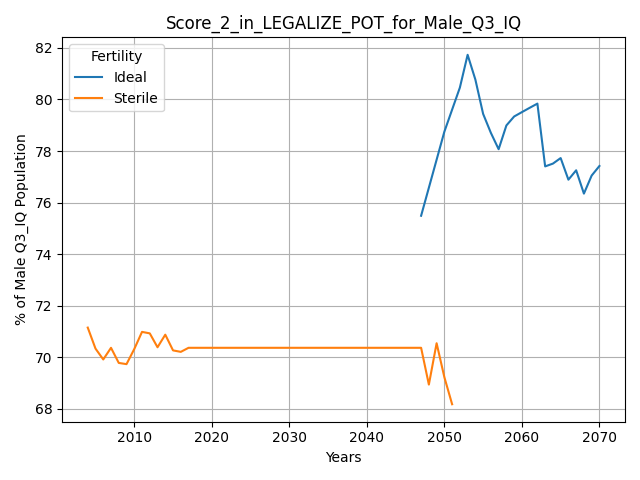 Score_2_in_LEGALIZE_POT_for_Male_Q3_IQ
Fertility
Ideal
Sterile
% of Male Q3_IQ Population
82
80
78
76
74
72
70
68
2010
2020
2030
2040
2050
2060
2070
Years